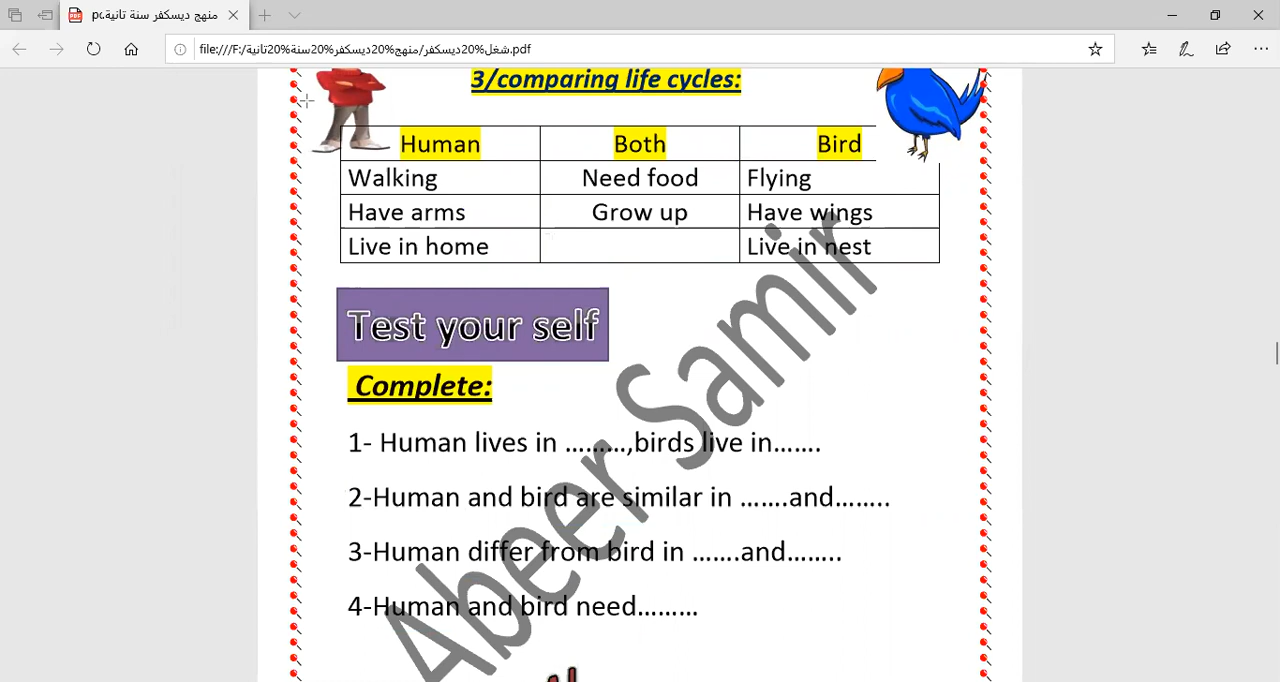 منهج ديسكفر سنة تانية.pc
file:///F:/شغل%20ديسكفر/منهج%20ديسكفر%20سنة%20تانية.pdf
3/comparing life cycles:
Human Both Bird
Walking Need food Flying
Have arms Grow up Have wings
Live in home Live in nest
Test your self
Complete:
1- Human lives in ………,birds live in…….
2-Human and bird are similar in …….and……..
3-Human differ from bird in …….and……..
4-Human and bird need………
Abeer Samir